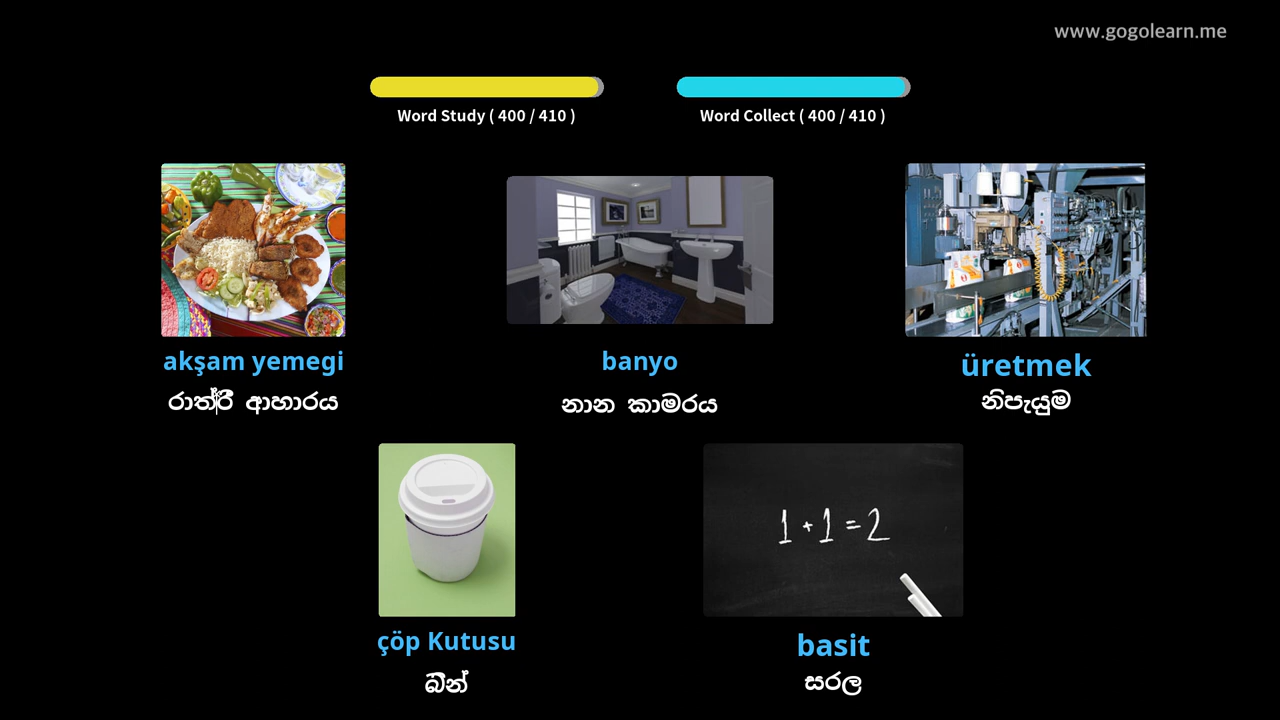 www.gogolearn.me
Word Study ( 400 / 410 )
Word Collect ( 400 / 410 )
akşam yemegi
රාත්‍රී ආහාරය
banyo
නාන කාමරය
üretmek
නිපැයුම
1 + 1 = 2
çöp Kutusu
බින්
basit
සරල